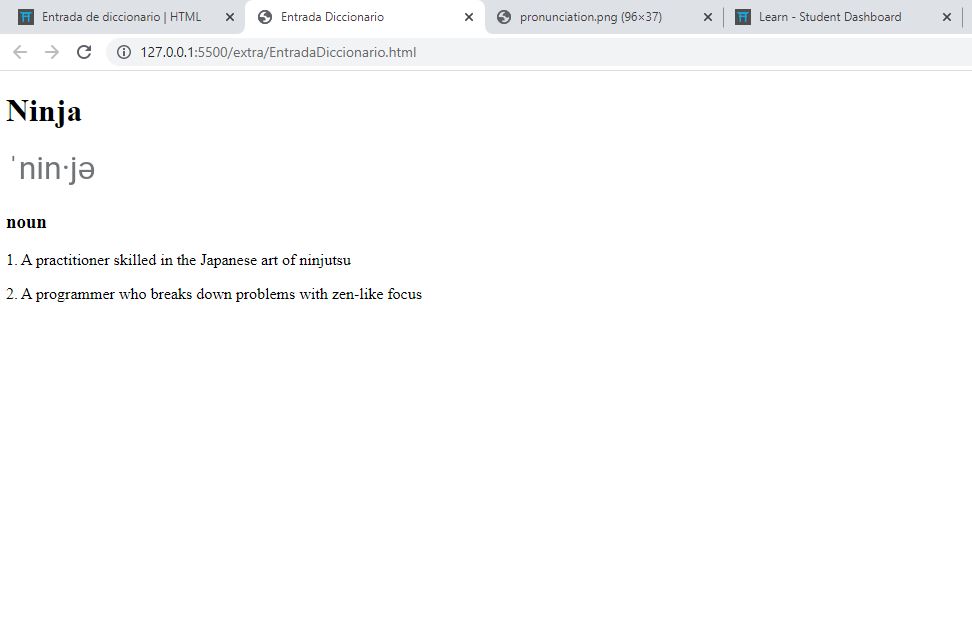 Entrada de diccionario | HTML
Entrada Diccionario
pronunciation.png (96×37)
Learn - Student Dashboard
127.0.0.1:5500/extra/EntradaDiccionario.html
Ninja
ˈnin·jə
noun
1. A practitioner skilled in the Japanese art of ninjutsu
2. A programmer who breaks down problems with zen-like focus